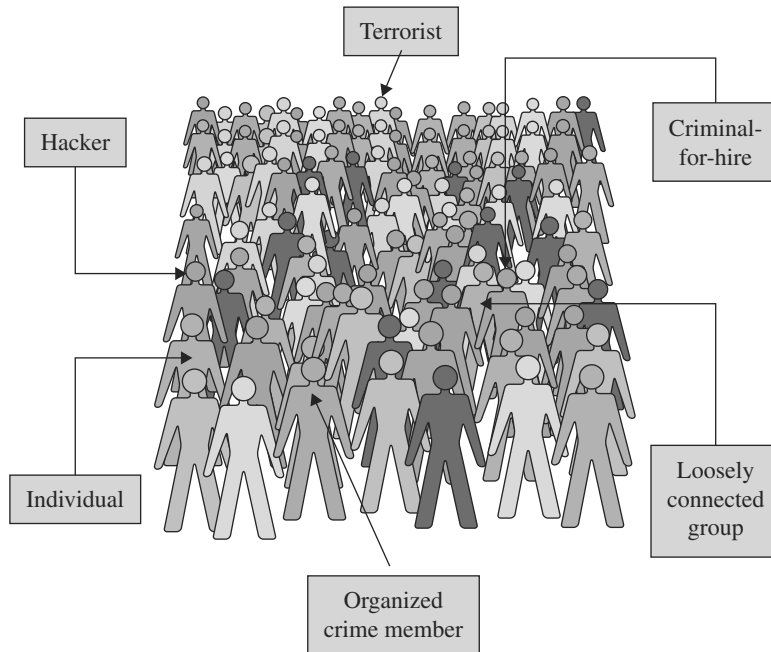 Terrorist
Hacker
Criminal-
for-hire
Individual
Loosely
connected
group
Organized
crime member